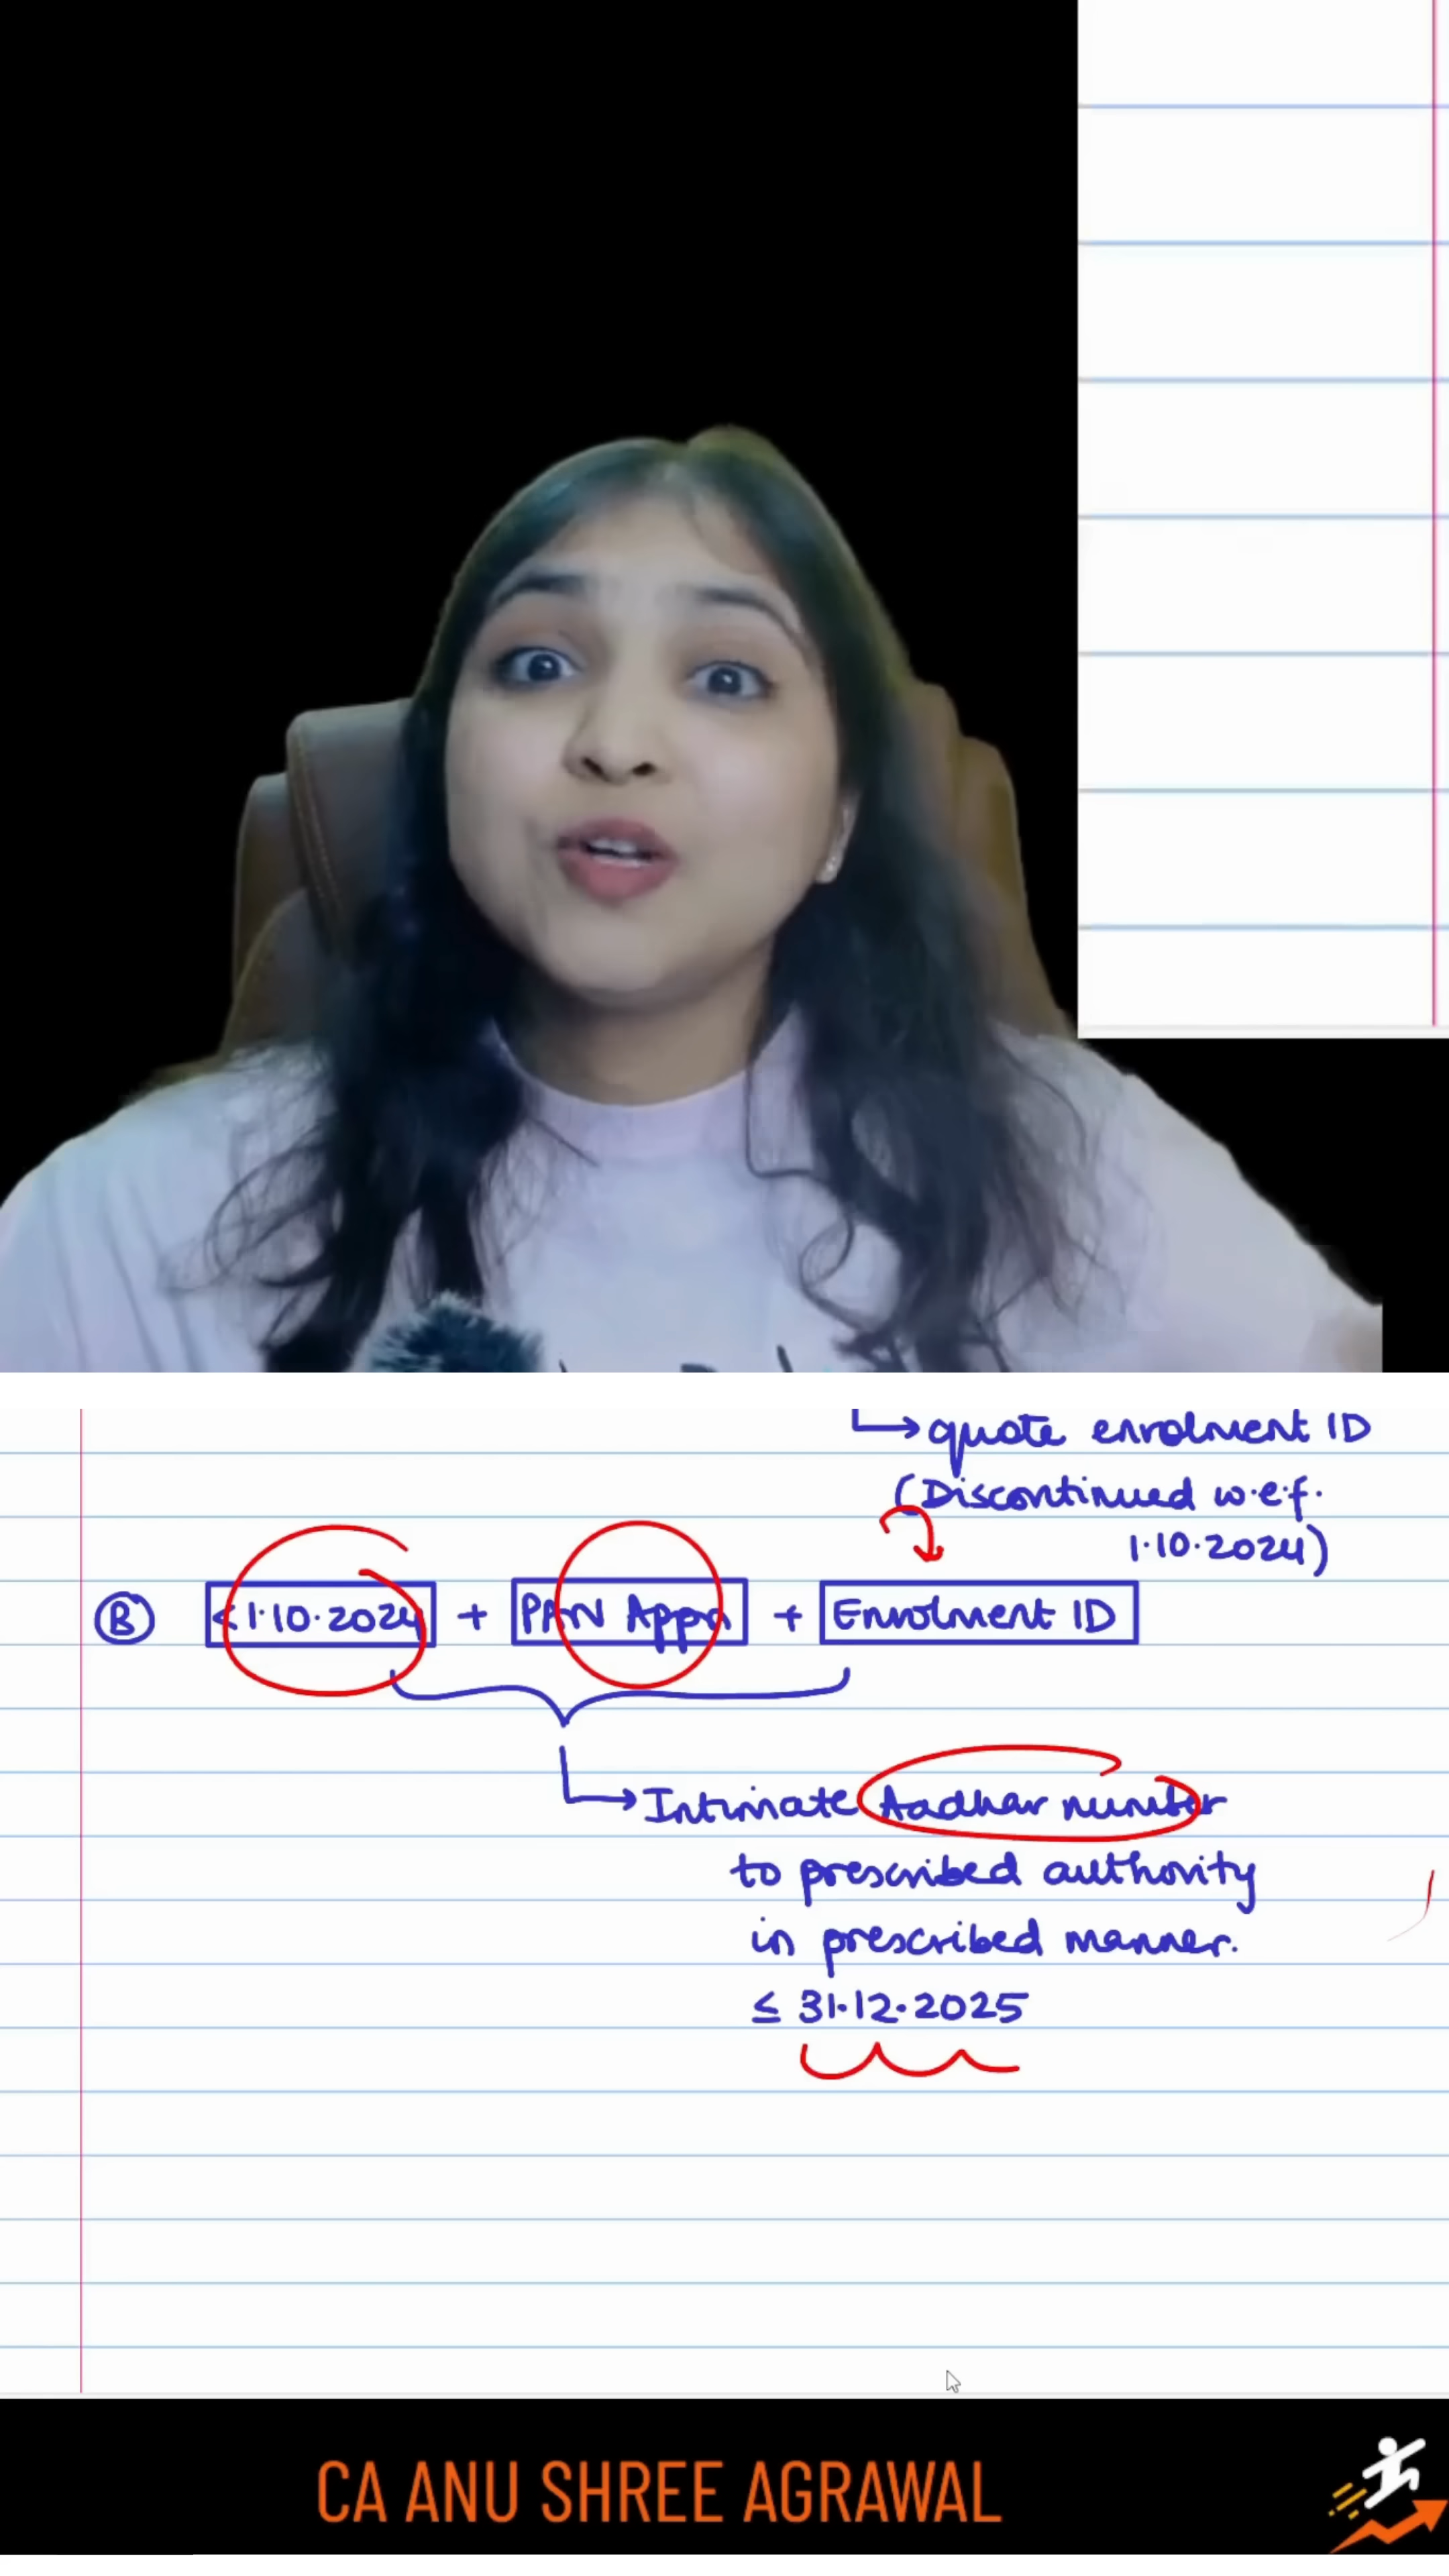 ↳ quote enrolment ID
(Discontinued w.e.f.
1.10.2024)
Ⓑ < 1.10.2024 + PAN Appn + Enrolment ID
↳ Intimate Aadhar number
to prescribed authority
in prescribed manner.
≤ 31.12.2025
CA ANU SHREE AGRAWAL